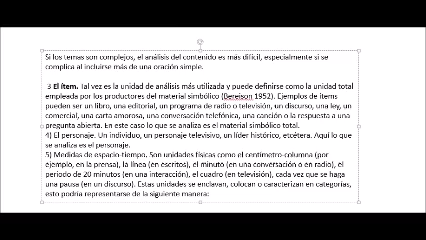 Si los temas son complejos, el análisis del contenido es más difícil, especialmente si se
complica al incluirse más de una oración simple.
3 El ítem. Tal vez es la unidad de análisis más utilizada y puede definirse como la unidad total
empleada por los productores del material simbólico (Berelson 1952). Ejemplos de ítems
pueden ser un libro, una editorial, un programa de radio o televisión, un discurso, una ley, un
comercial, una carta amorosa, una conversación telefónica, una canción o la respuesta a una
pregunta abierta. En este caso lo que se analiza es el material simbólico total.
4) El personaje. Un individuo, un personaje televisivo, un líder histórico, etcétera. Aquí lo que
se analiza es el personaje.
5) Medidas de espacio-tiempo. Son unidades físicas como el centímetro-columna (por
ejemplo, en la prensa), la línea (en escritos), el minuto (en una conversación o en radio), el
periodo de 20 minutos (en una interacción), el cuadro (en televisión), cada vez que se haga
una pausa (en un discurso). Estas unidades se enclavan, colocan o caracterizan en categorías,
esto podría representarse de la siguiente manera: